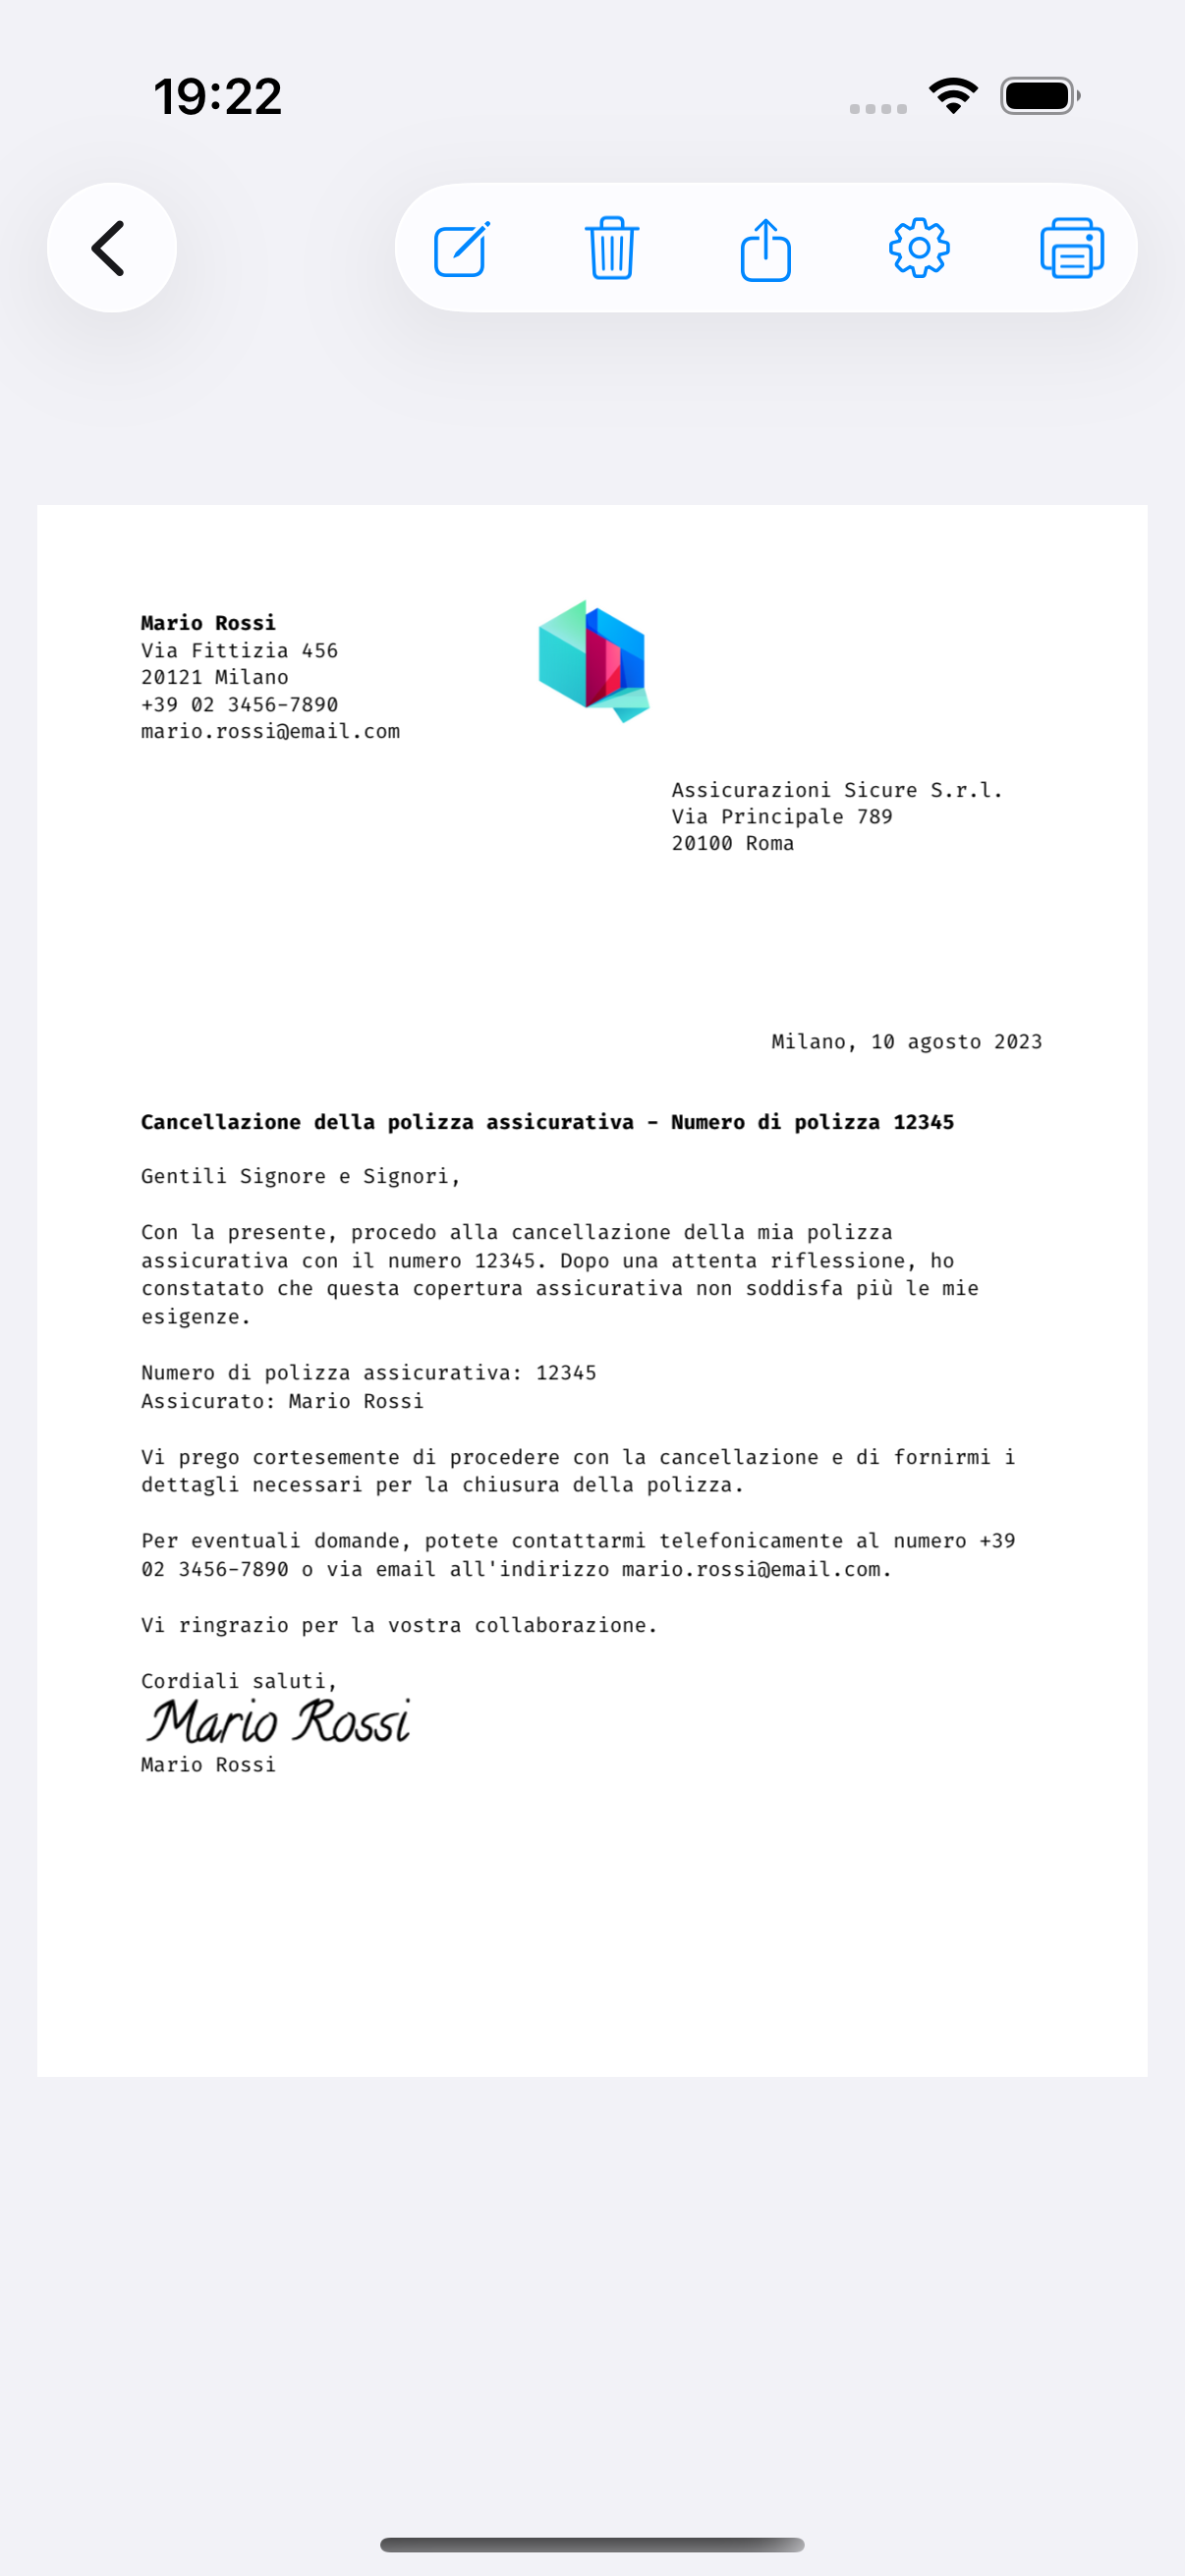 19:22
Mario Rossi
Via Fittizia 456
20121 Milano
+39 02 3456-7890
mario.rossi@email.com
Assicurazioni Sicure S.r.l.
Via Principale 789
20100 Roma
Milano, 10 agosto 2023
Cancellazione della polizza assicurativa - Numero di polizza 12345
Gentili Signore e Signori,
Con la presente, procedo alla cancellazione della mia polizza
assicurativa con il numero 12345. Dopo una attenta riflessione, ho
constatato che questa copertura assicurativa non soddisfa più le mie
esigenze.
Numero di polizza assicurativa: 12345
Assicurato: Mario Rossi
Vi prego cortesemente di procedere con la cancellazione e di fornirmi i
dettagli necessari per la chiusura della polizza.
Per eventuali domande, potete contattarmi telefonicamente al numero +39
02 3456-7890 o via email all'indirizzo mario.rossi@email.com.
Vi ringrazio per la vostra collaborazione.
Cordiali saluti,
Mario Rossi
Mario Rossi